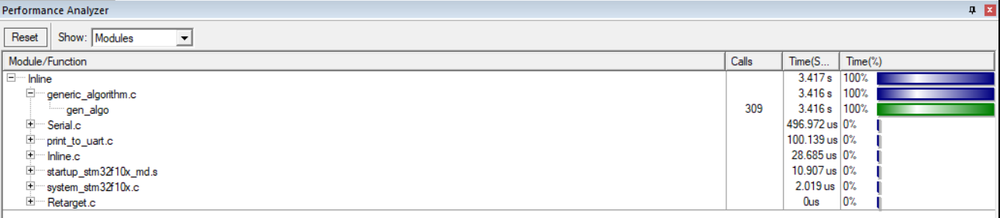 Performance Analyzer
Reset Show: Modules
Module/Function Calls Time(S... Time(%)
Inline 3.417 s 100%
generic_algorithm.c 3.416 s 100%
gen_algo 309 3.416 s 100%
Serial.c 496.972 us 0%
print_to_uart.c 100.139 us 0%
Inline.c 28.685 us 0%
startup_stm32f10x_md.s 10.907 us 0%
system_stm32f10x.c 2.019 us 0%
Retarget.c 0us 0%